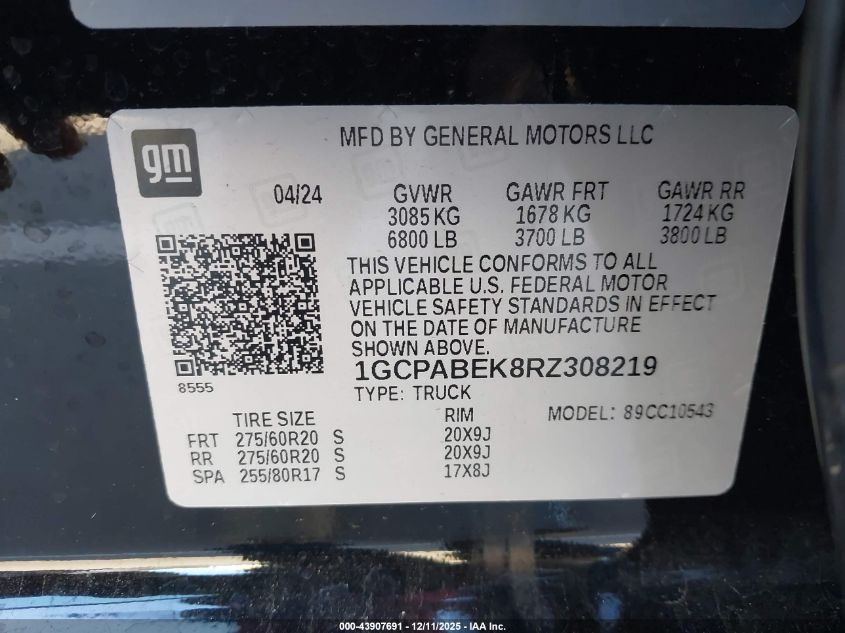 gm
MFD BY GENERAL MOTORS LLC
04/24 GVWR GAWR FRT GAWR RR
3085 KG 1678 KG 1724 KG
6800 LB 3700 LB 3800 LB
THIS VEHICLE CONFORMS TO ALL
APPLICABLE U.S. FEDERAL MOTOR
VEHICLE SAFETY STANDARDS IN EFFECT
ON THE DATE OF MANUFACTURE
SHOWN ABOVE.
8555
1GCPABEK8RZ308219
TYPE: TRUCK
TIRE SIZE RIM MODEL: 89CC10543
FRT 275/60R20 S 20X9J
RR 275/60R20 S 20X9J
SPA 255/80R17 S 17X8J
000-43907691 - 12/11/2025 - IAA Inc.